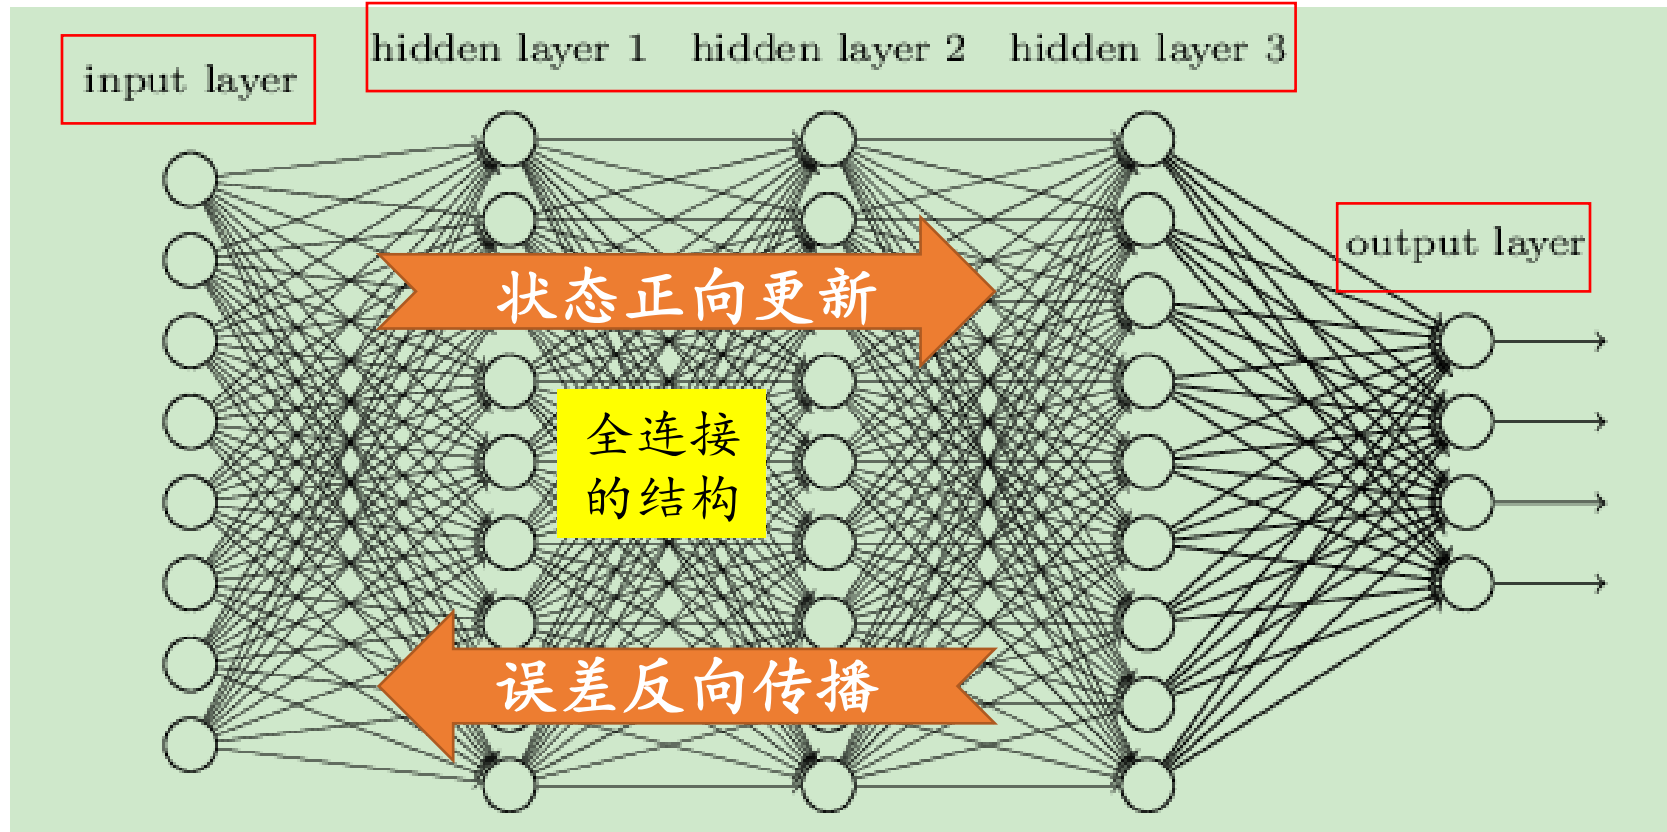 input layer
hidden layer 1 hidden layer 2 hidden layer 3
output layer
状态正向更新
全连接
的结构
误差反向传播